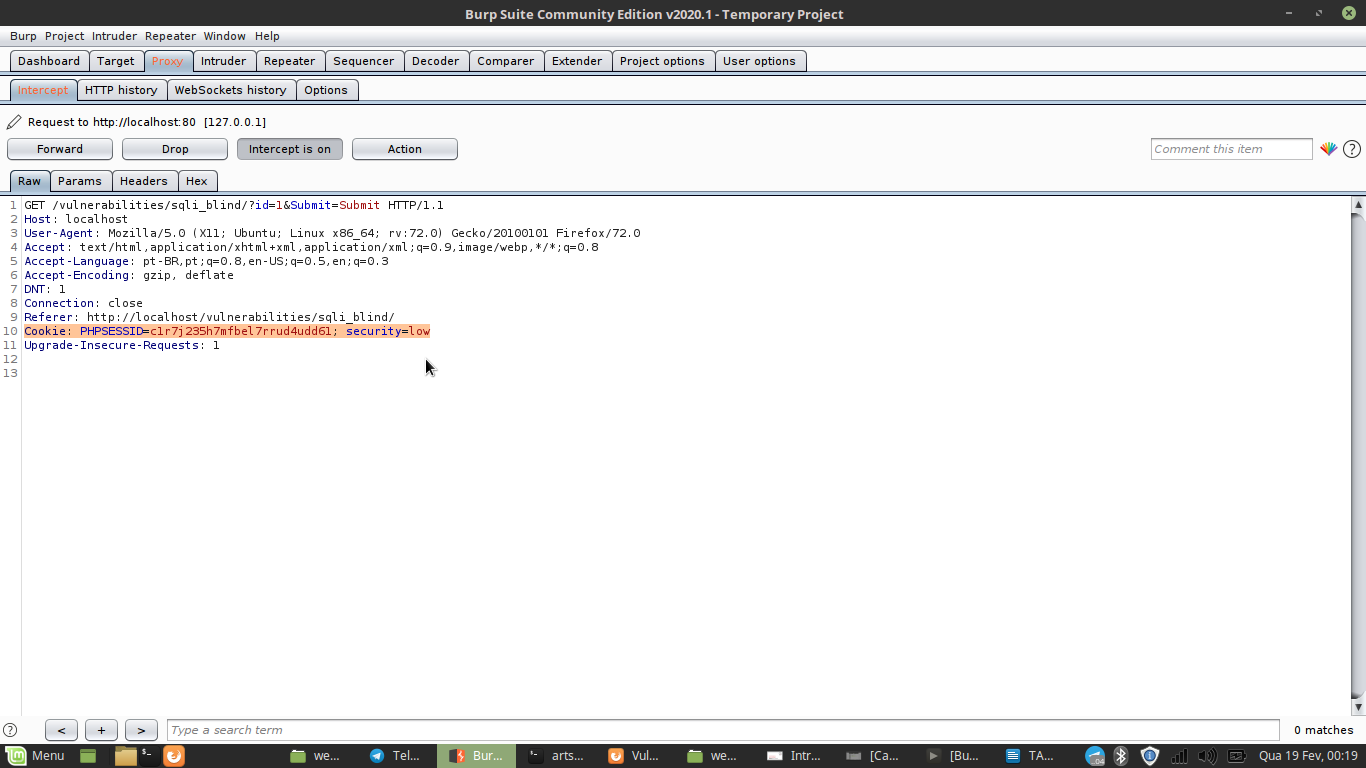 Burp Suite Community Edition v2020.1 - Temporary Project
Burp Project Intruder Repeater Window Help
Dashboard Target Proxy Intruder Repeater Sequencer Decoder Comparer Extender Project options User options
Intercept HTTP history WebSockets history Options
Request to http://localhost:80 [127.0.0.1]
Forward Drop Intercept is on Action Comment this item ?
Raw Params Headers Hex
1 GET /vulnerabilities/sqli_blind/?id=1&Submit=Submit HTTP/1.1
2 Host: localhost
3 User-Agent: Mozilla/5.0 (X11; Ubuntu; Linux x86_64; rv:72.0) Gecko/20100101 Firefox/72.0
4 Accept: text/html,application/xhtml+xml,application/xml;q=0.9,image/webp,*/*;q=0.8
5 Accept-Language: pt-BR,pt;q=0.8,en-US;q=0.5,en;q=0.3
6 Accept-Encoding: gzip, deflate
7 DNT: 1
8 Connection: close
9 Referer: http://localhost/vulnerabilities/sqli_blind/
10 Cookie: PHPSESSID=c1r7j235h7mfbel7rrud4udd61; security=low
11 Upgrade-Insecure-Requests: 1
12
13
? < + > Type a search term 0 matches
Menu we... Tel... Bur... arts... Vul... we... Intr... [Ca... [Bu... TA... .04 Qua 19 Fev, 00:19